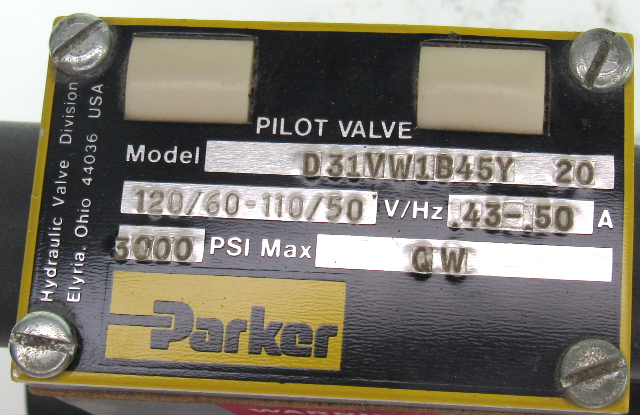 Hydraulic Valve Division
Elyria, Ohio 44036 USA
PILOT VALVE
Model D31VW1B45Y 20
120/60-110/50 V/Hz .43-.50 A
3000 PSI Max QW
Parker